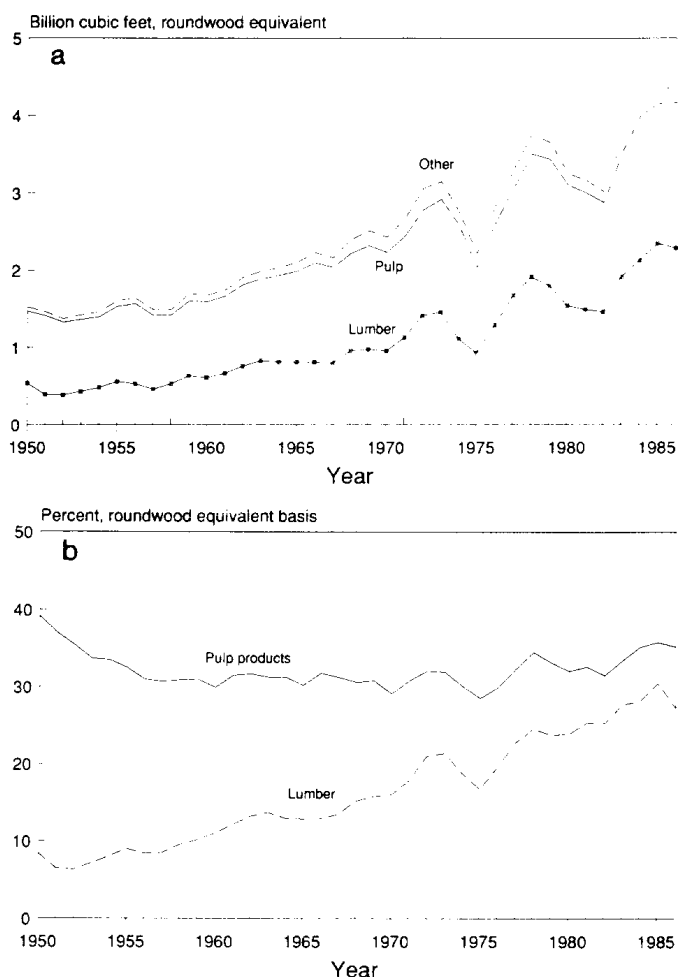 Billion cubic feet, roundwood equivalent
5
a
4
Other
3
2
Pulp
Lumber
1
0
1950 1955 1960 1965 1970 1975 1980 1985
Year
Percent, roundwood equivalent basis
50
b
40
Pulp products
30
20
Lumber
10
0
1950 1955 1960 1965 1970 1975 1980 1985
Year